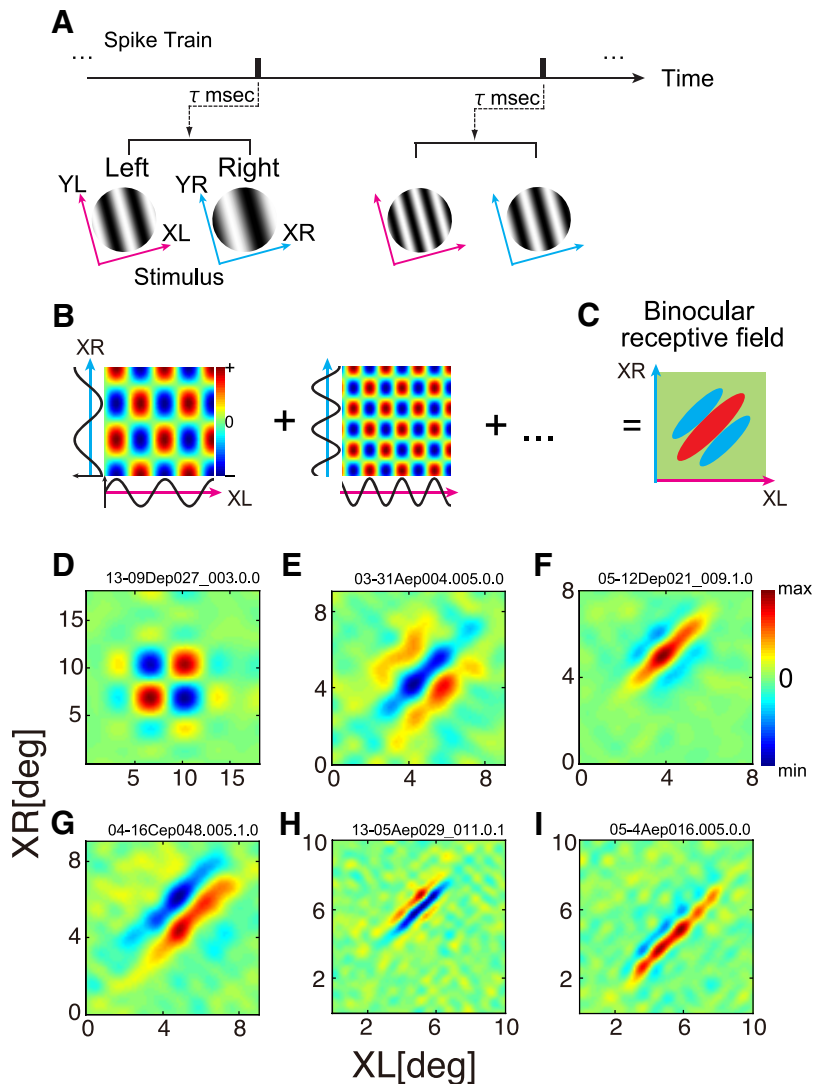 A
Spike Train
... ...
Time
τ msec τ msec
Left Right
YL YR
XL XR
Stimulus
B C
Binocular
receptive field
XR XR
+
0
−
+ + ... =
XL XL
D 13-09Dep027_003.0.0
E 03-31Aep004.005.0.0
F 05-12Dep021_009.1.0
15 8 8 max
10
5 4 4 0
0 0 min
5 10 15 0 4 8 0 4 8
XR[deg]
G 04-16Cep048.005.1.0
H 13-05Aep029_011.0.1
I 05-4Aep016.005.0.0
8 10 10
6 6
4
2 2
0
0 4 8 2 6 10 2 6 10
XL[deg]